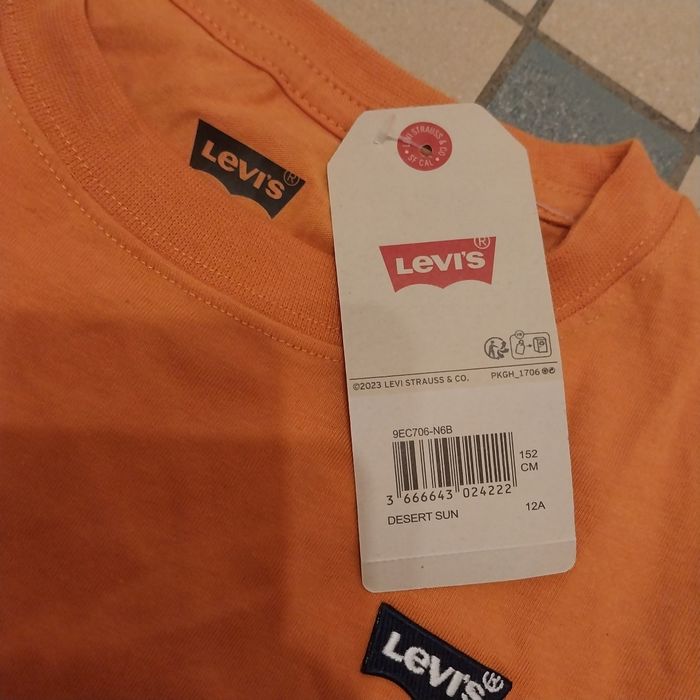 Levi's®
LEVI STRAUSS & CO
SF CAL
Levi's®
©2023 LEVI STRAUSS & CO.
PKGH_1706
9EC706-N6B
152
CM
3 666643 024222
DESERT SUN
12A
Levi's®